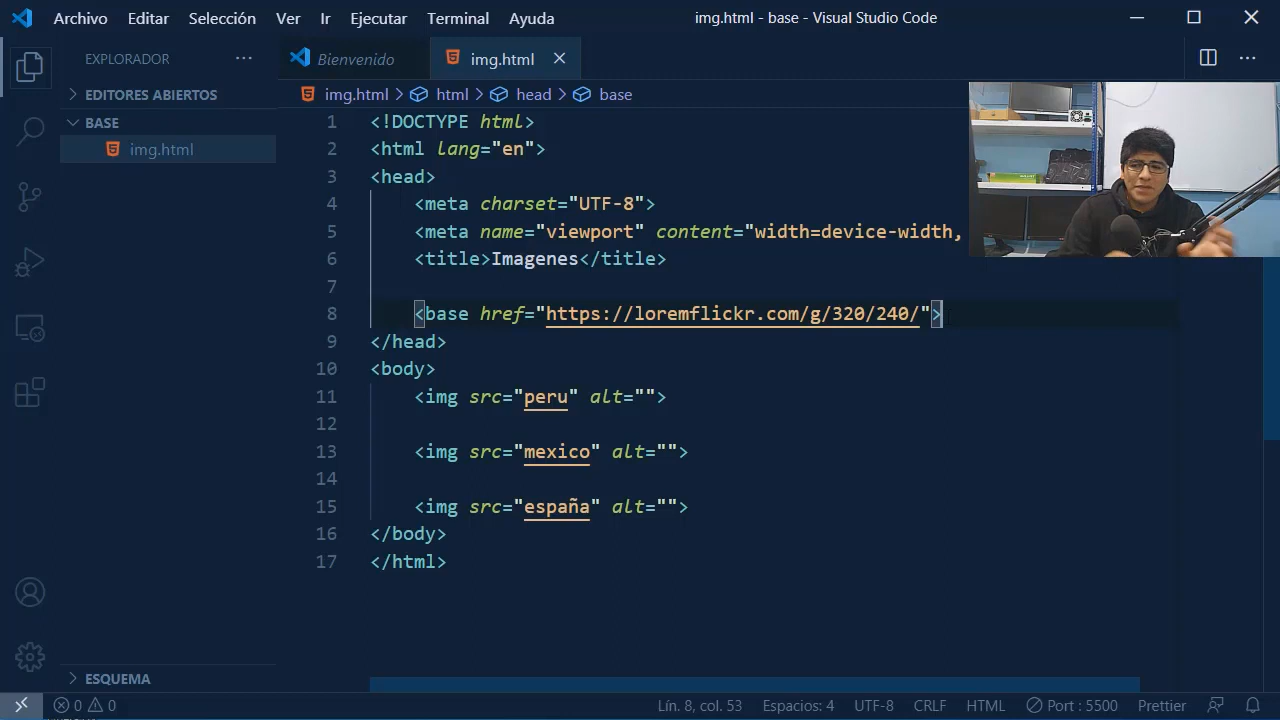 Archivo Editar Selección Ver Ir Ejecutar Terminal Ayuda img.html - base - Visual Studio Code
EXPLORADOR ... Bienvenido img.html
EDITORES ABIERTOS img.html > html > head > base
BASE
img.html
1 <!DOCTYPE html>
2 <html lang="en">
3 <head>
4 <meta charset="UTF-8">
5 <meta name="viewport" content="width=device-width,
6 <title>Imagenes</title>
7
8 <base href="https://loremflickr.com/g/320/240/">
9 </head>
10 <body>
11 <img src="peru" alt="">
12
13 <img src="mexico" alt="">
14
15 <img src="españa" alt="">
16 </body>
17 </html>
ESQUEMA
0 0 Lín. 8, col. 53 Espacios: 4 UTF-8 CRLF HTML Port : 5500 Prettier